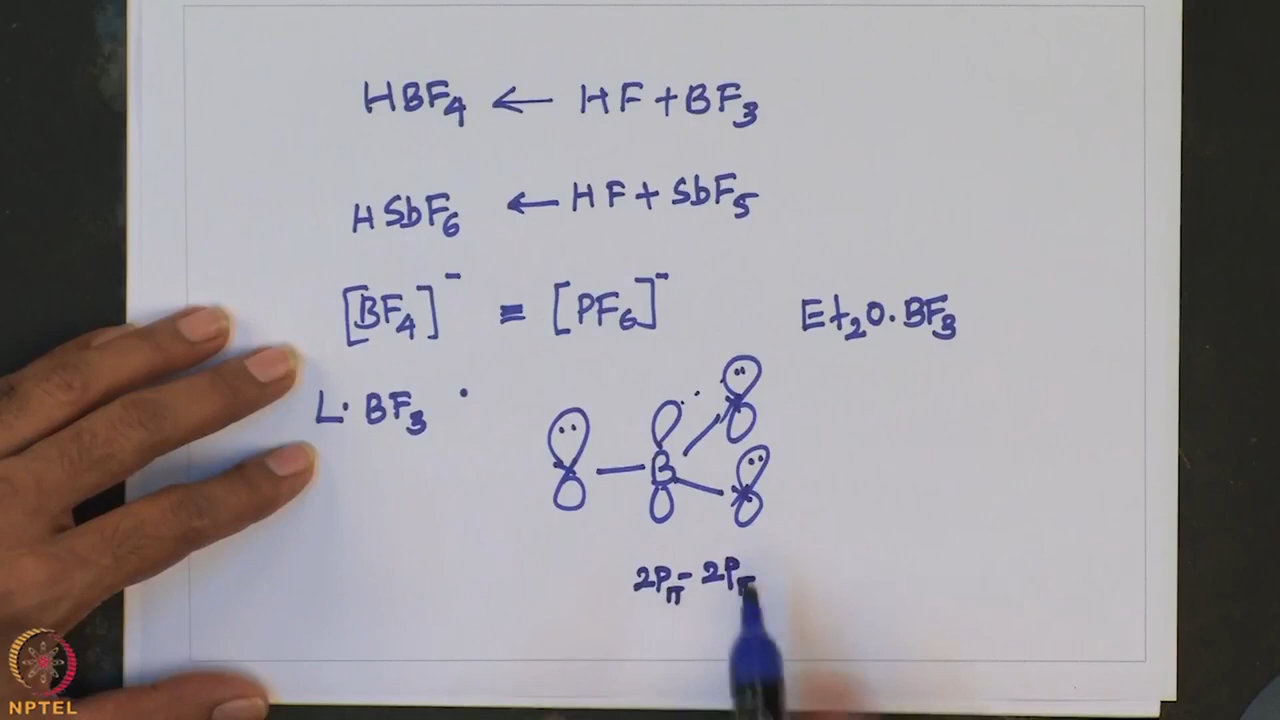 HBF₄ ← HF + BF₃
HSbF₆ ← HF + SbF₅
[BF₄]⁻ ≡ [PF₆]⁻ Et₂O·BF₃
L· BF₃
B
2Pπ - 2Pπ
NPTEL